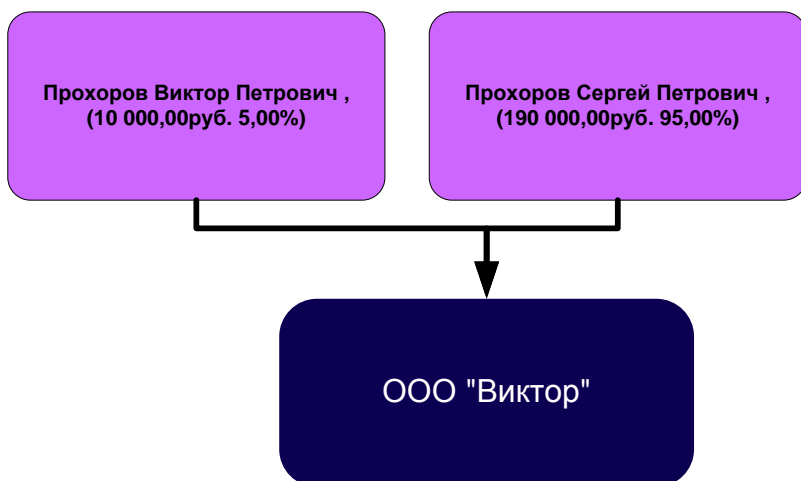 Прохоров Виктор Петрович ,
(10 000,00руб. 5,00%)
Прохоров Сергей Петрович ,
(190 000,00руб. 95,00%)
ООО "Виктор"